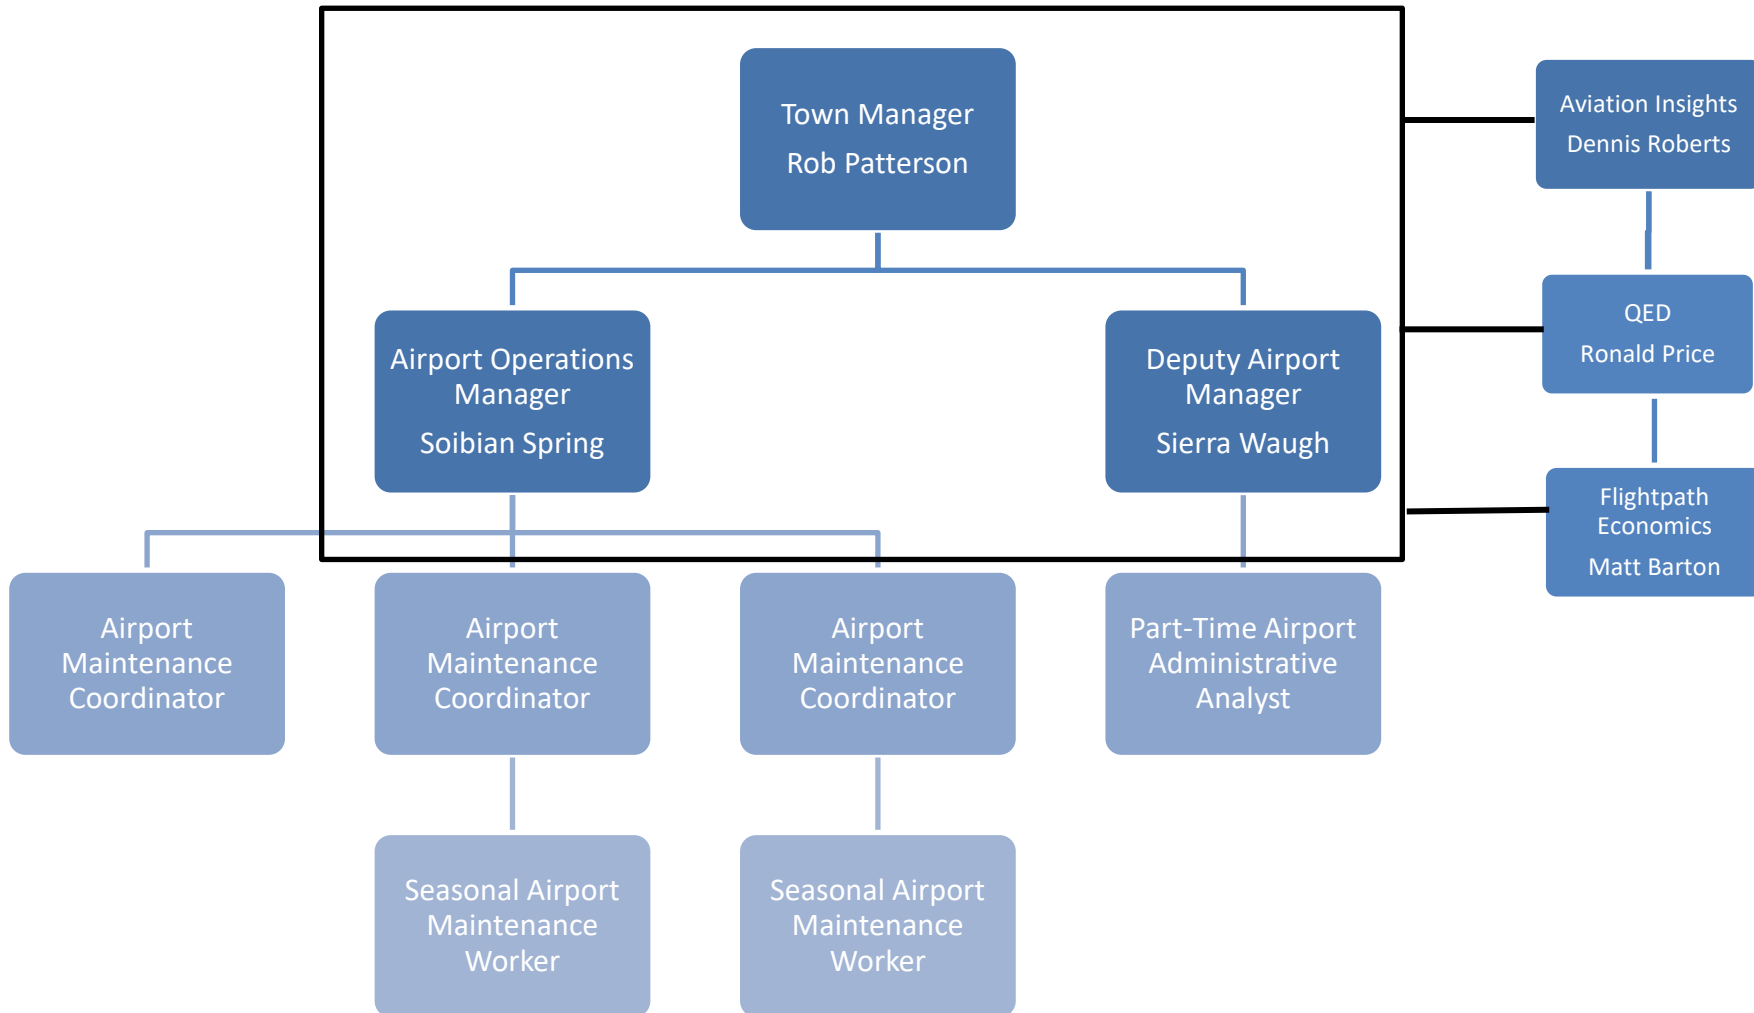 Town Manager
Rob Patterson
Aviation Insights
Dennis Roberts
Airport Operations
Manager
Soibian Spring
Deputy Airport
Manager
Sierra Waugh
QED
Ronald Price
Flightpath
Economics
Matt Barton
Airport
Maintenance
Coordinator
Airport
Maintenance
Coordinator
Airport
Maintenance
Coordinator
Part-Time Airport
Administrative
Analyst
Seasonal Airport
Maintenance
Worker
Seasonal Airport
Maintenance
Worker